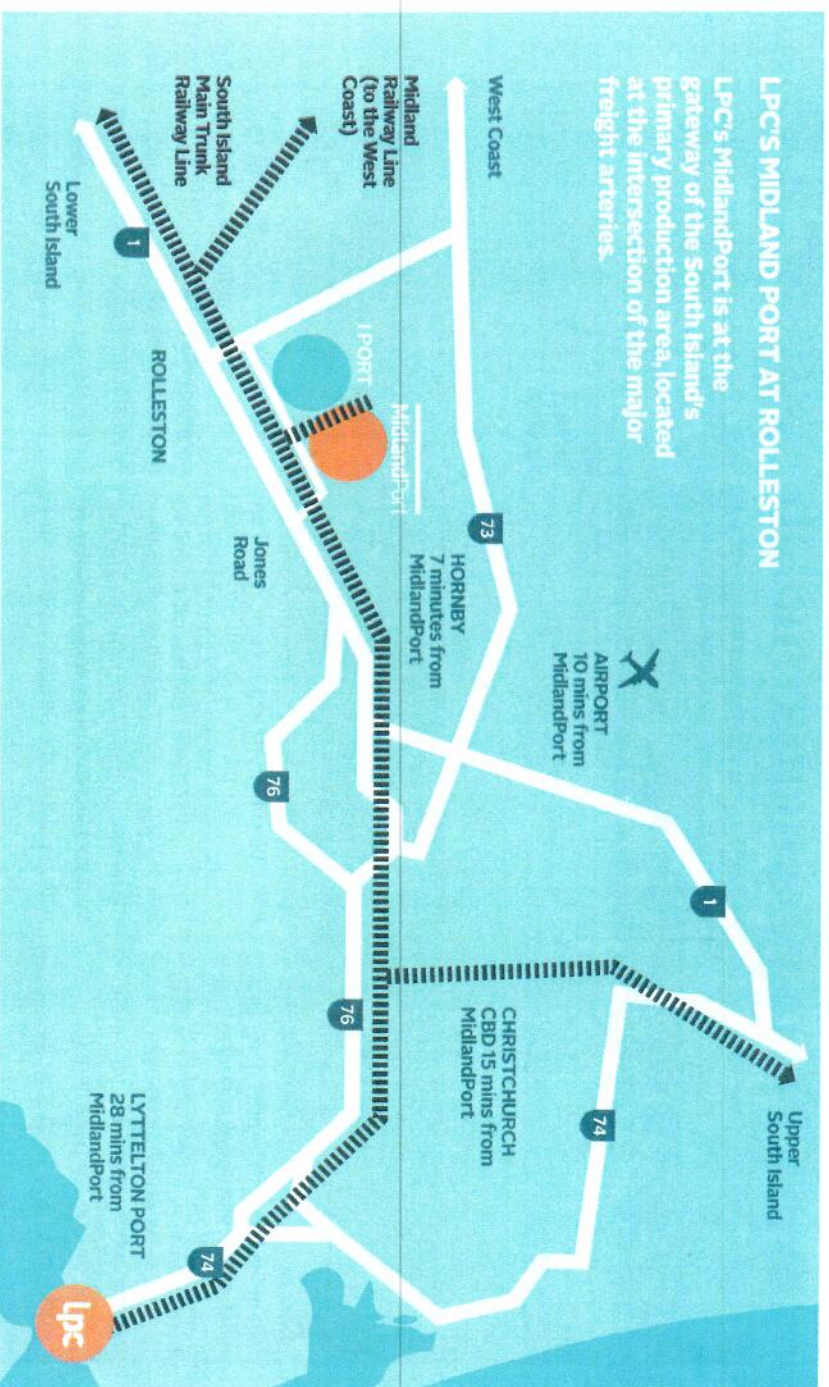 LPC'S MIDLAND PORT AT ROLLESTON
LPC's MidlandPort is at the
gateway of the South Island's
primary production area, located
at the intersection of the major
freight arteries.
West Coast
Midland
Railway Line
(to the West
Coast)
South Island
Main Trunk
Railway Line
Lower
South Island
1
ROLLESTON
I PORT
MidlandPort
Jones
Road
73
HORNBY
7 minutes from
MidlandPort
AIRPORT
10 mins from
MidlandPort
76
1
76
CHRISTCHURCH
CBD 15 mins from
MidlandPort
74
Upper
South Island
LYTTELTON PORT
28 mins from
MidlandPort
74
Lpc